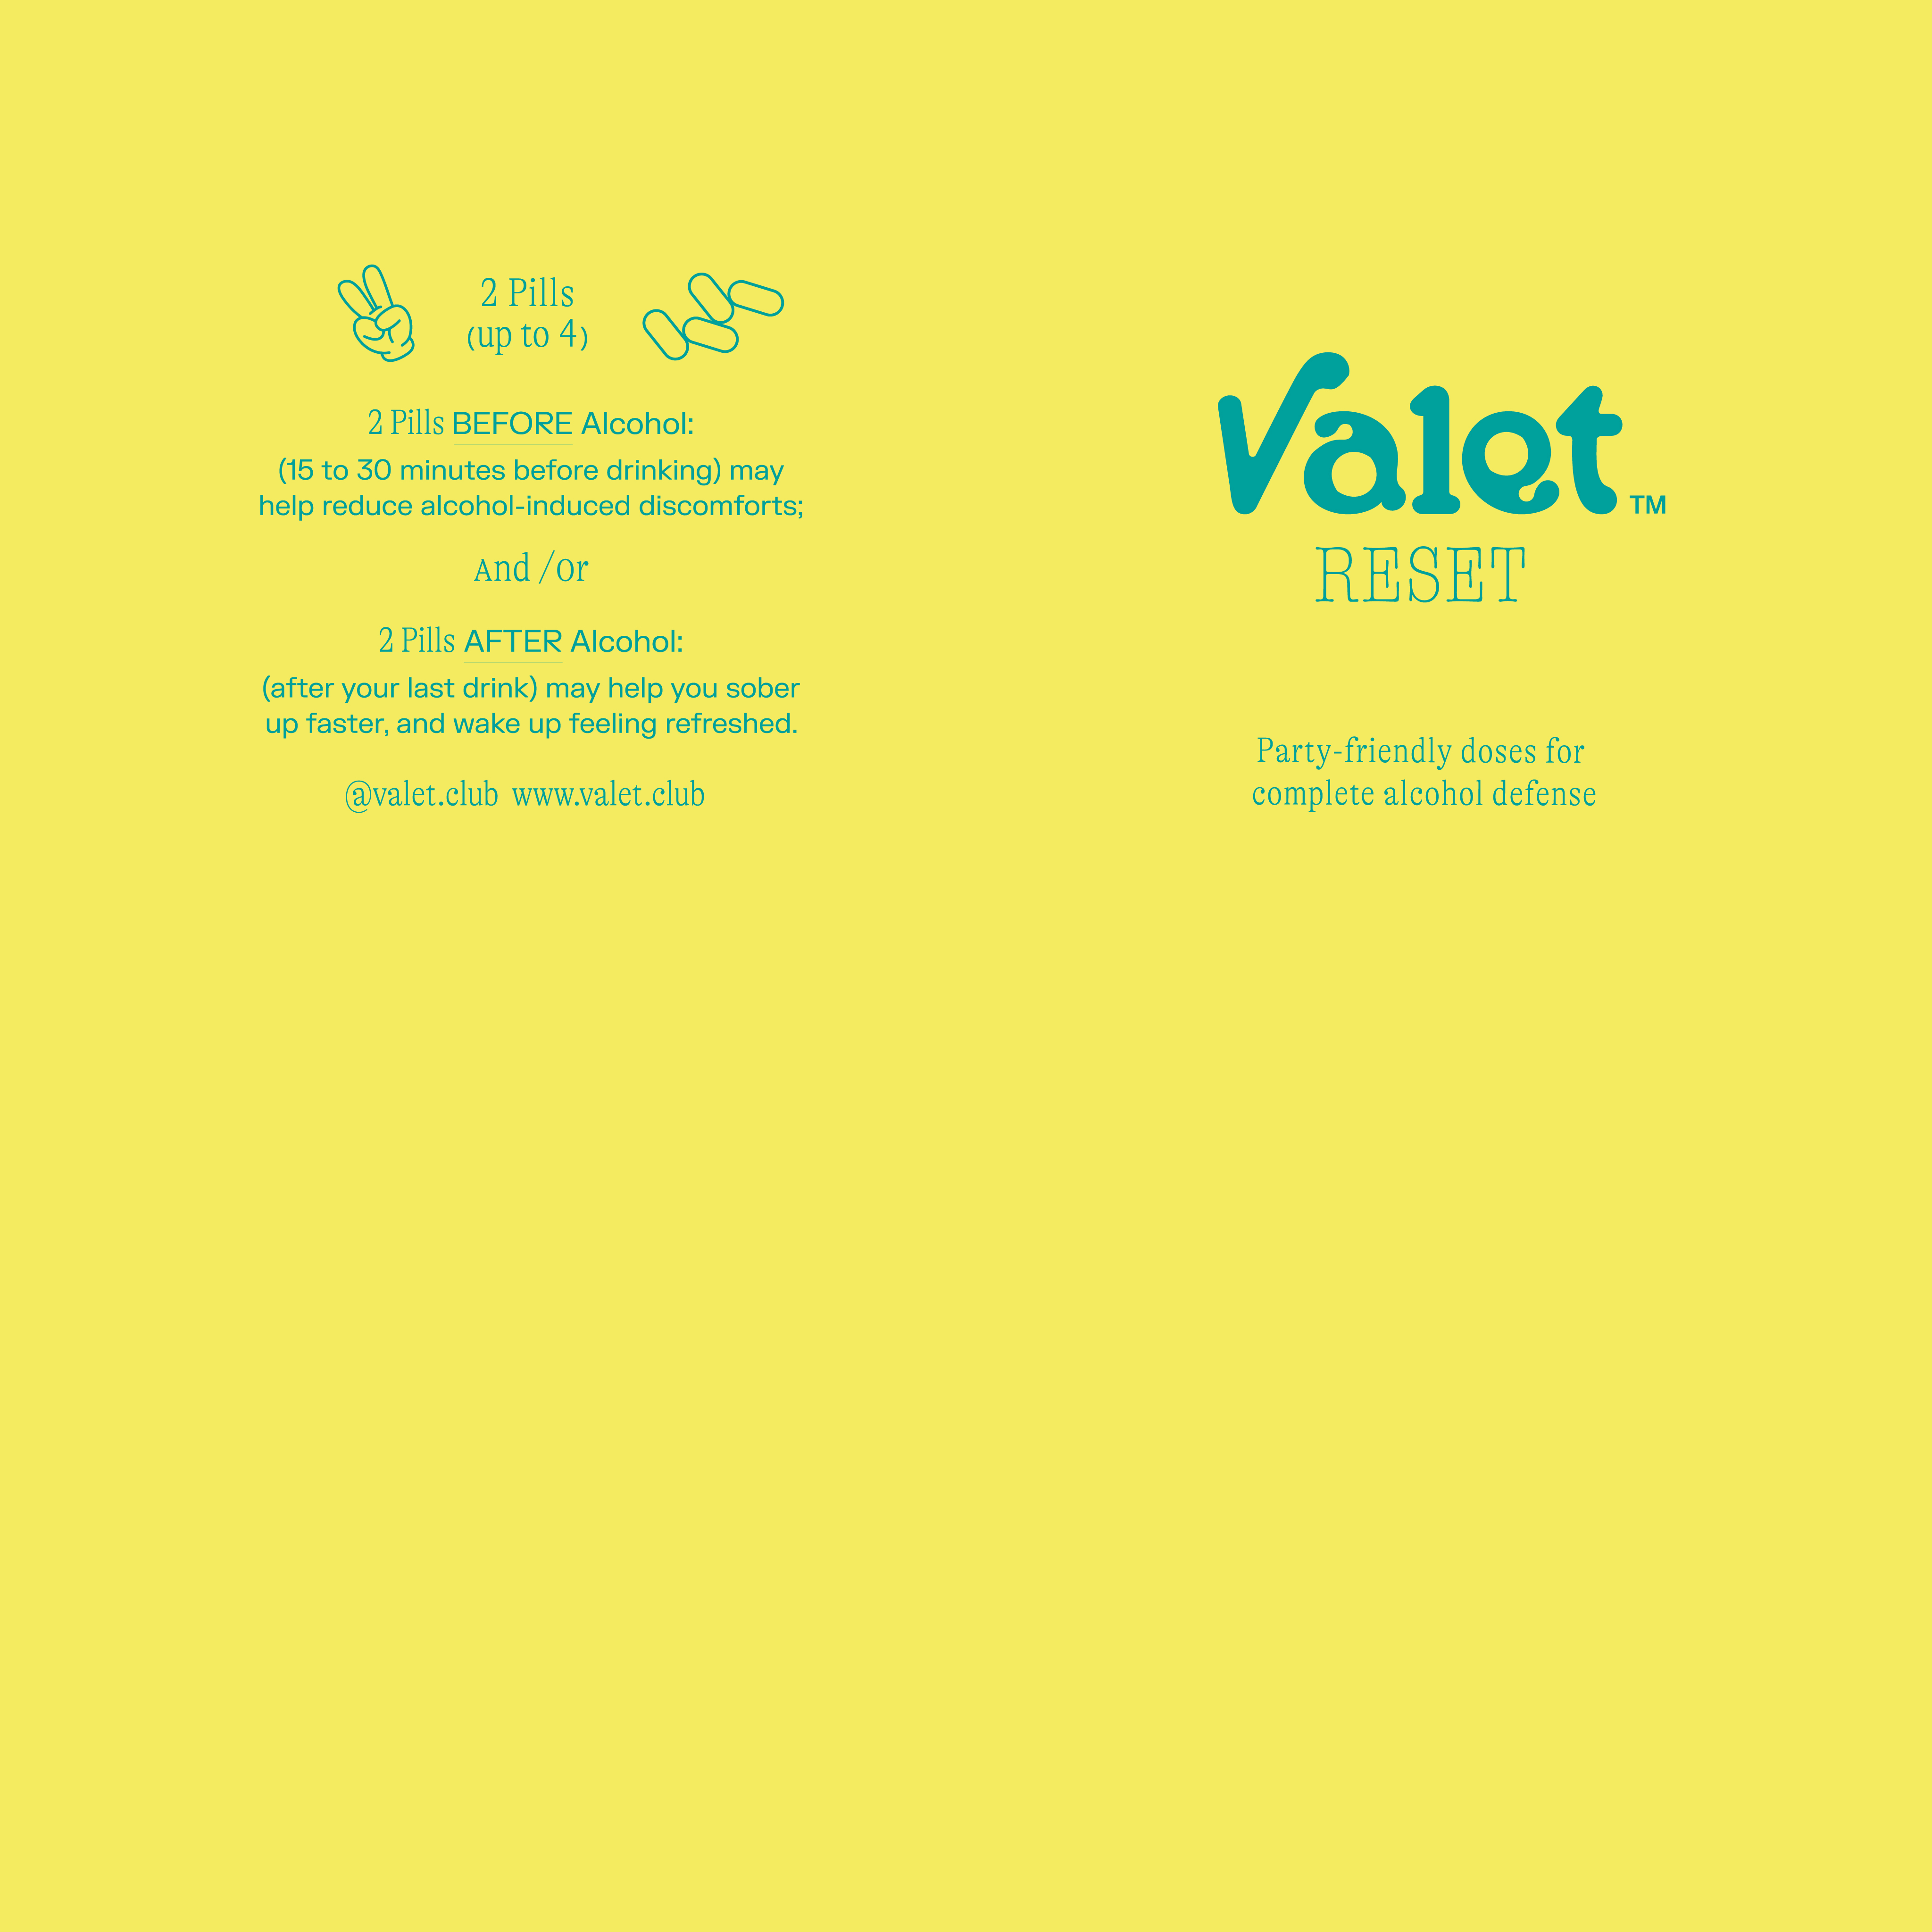 2 Pills
(up to 4)
2 Pills BEFORE Alcohol:
(15 to 30 minutes before drinking) may
help reduce alcohol-induced discomforts;
And /or
2 Pills AFTER Alcohol:
(after your last drink) may help you sober
up faster, and wake up feeling refreshed.
@valet.club www.valet.club
Valet TM
RESET
Party-friendly doses for
complete alcohol defense